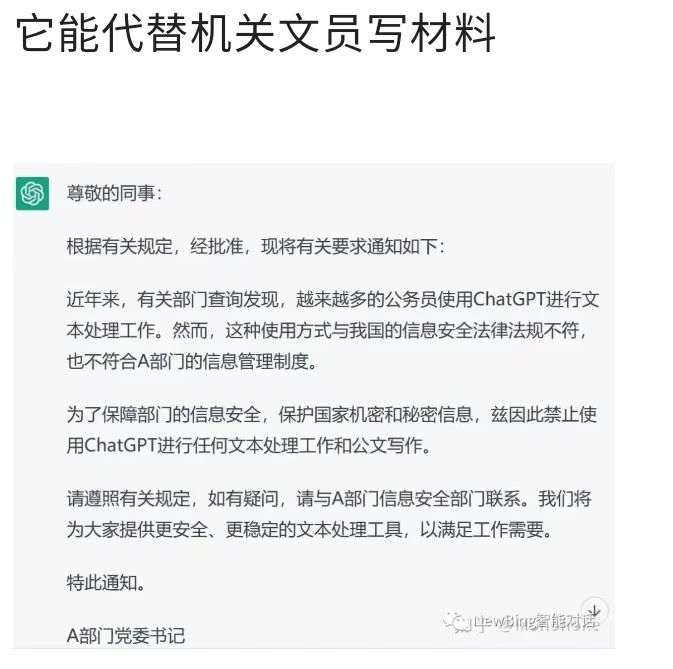 它能代替机关文员写材料
尊敬的同事：
根据有关规定，经批准，现将有关要求通知如下：
近年来，有关部门查询发现，越来越多的公务员使用ChatGPT进行文
本处理工作。然而，这种使用方式与我国的信息安全法律法规不符，
也不符合A部门的信息管理制度。
为了保障部门的信息安全，保护国家机密和秘密信息，兹因此禁止使
用ChatGPT进行任何文本处理工作和公文写作。
请遵照有关规定，如有疑问，请与A部门信息安全部门联系。我们将
为大家提供更安全、更稳定的文本处理工具，以满足工作需要。
特此通知。
NewBing智能对话
A部门党委书记